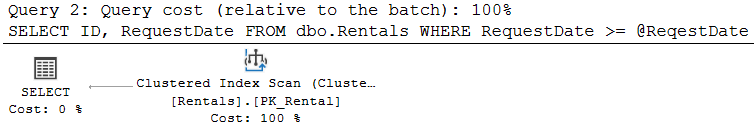 Query 2: Query cost (relative to the batch): 100%
SELECT ID, RequestDate FROM dbo.Rentals WHERE RequestDate >= @ReqestDate
SELECT
Cost: 0 %
Clustered Index Scan (Cluste…
[Rentals].[PK_Rental]
Cost: 100 %